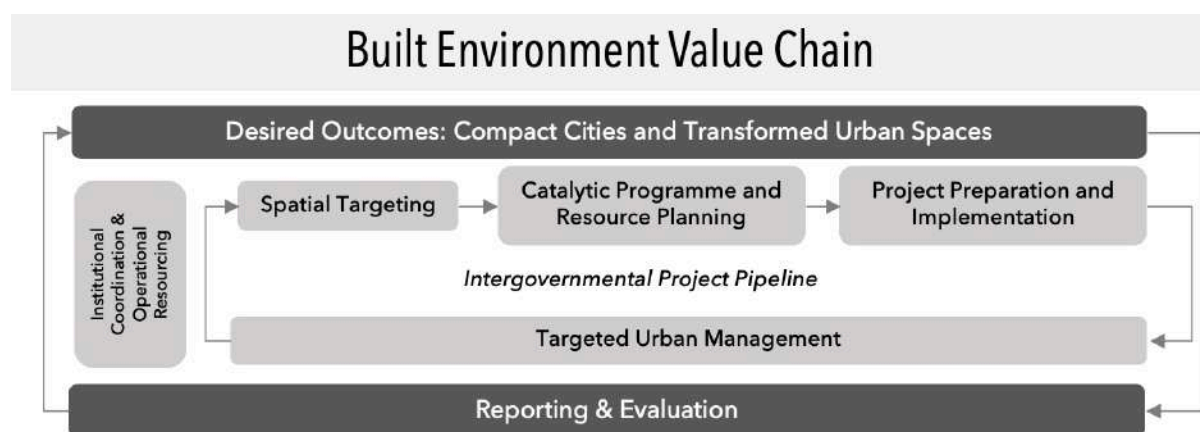 Built Environment Value Chain
Desired Outcomes: Compact Cities and Transformed Urban Spaces
Institutional
Coordination &
Operational
Resourcing
Spatial Targeting
Catalytic Programme and
Resource Planning
Project Preparation and
Implementation
Intergovernmental Project Pipeline
Targeted Urban Management
Reporting & Evaluation